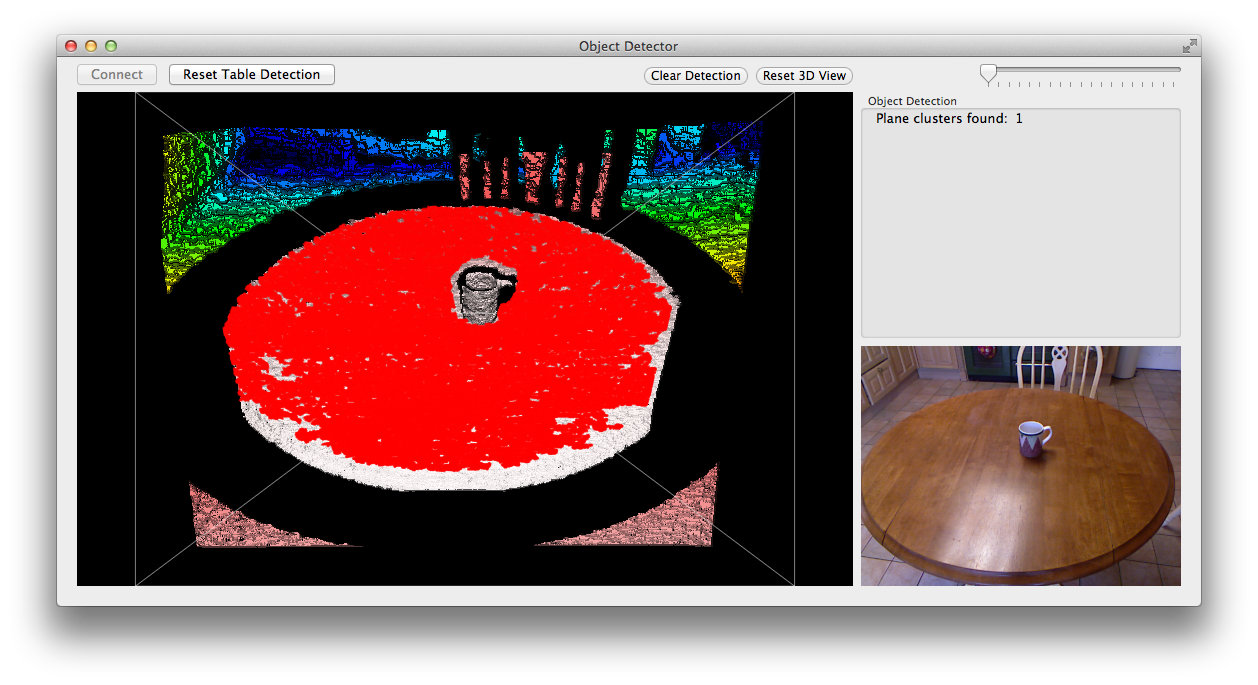 Object Detector
Connect
Reset Table Detection
Clear Detection
Reset 3D View
Object Detection
Plane clusters found: 1